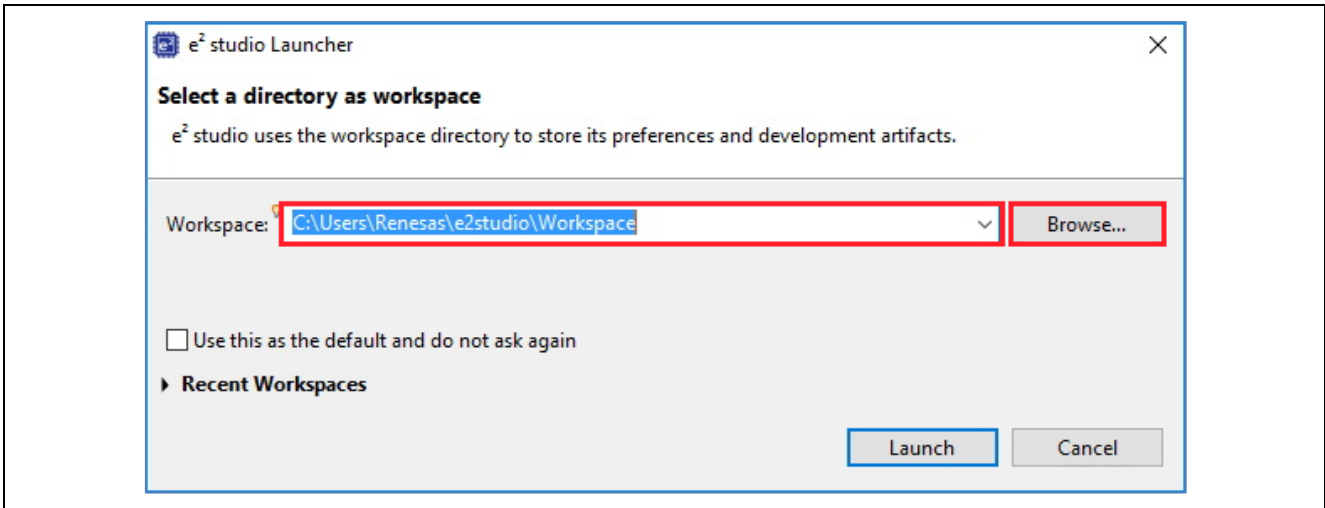 e² studio Launcher
Select a directory as workspace
e² studio uses the workspace directory to store its preferences and development artifacts.
Workspace: C:\Users\Renesas\e2studio\Workspace Browse...
Use this as the default and do not ask again
Recent Workspaces
Launch Cancel